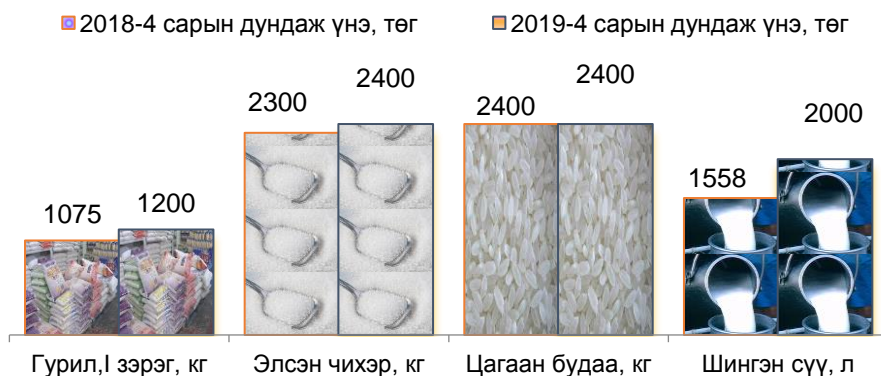 2018-4 сарын дундаж үнэ, төг 2019-4 сарын дундаж үнэ, төг
2300 2400 2400 2400
1075 1200 1558 2000
Гурил,I зэрэг, кг Элсэн чихэр, кг Цагаан будаа, кг Шингэн сүү, л